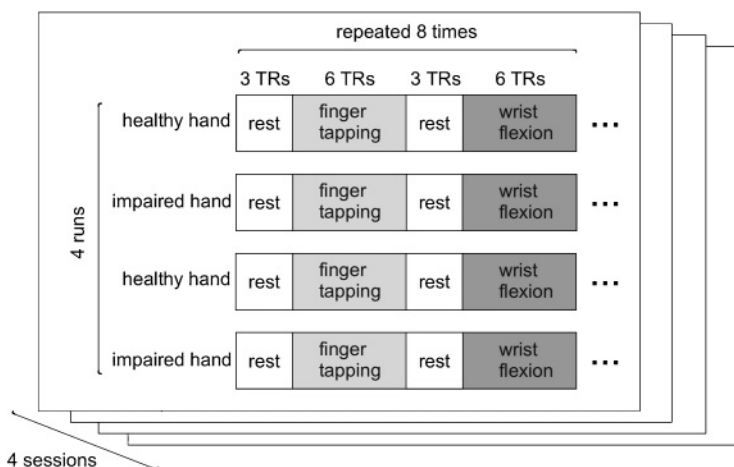 repeated 8 times
3 TRs 6 TRs 3 TRs 6 TRs
healthy hand rest finger tapping rest wrist flexion ...
impaired hand rest finger tapping rest wrist flexion ...
healthy hand rest finger tapping rest wrist flexion ...
impaired hand rest finger tapping rest wrist flexion ...
4 runs
4 sessions